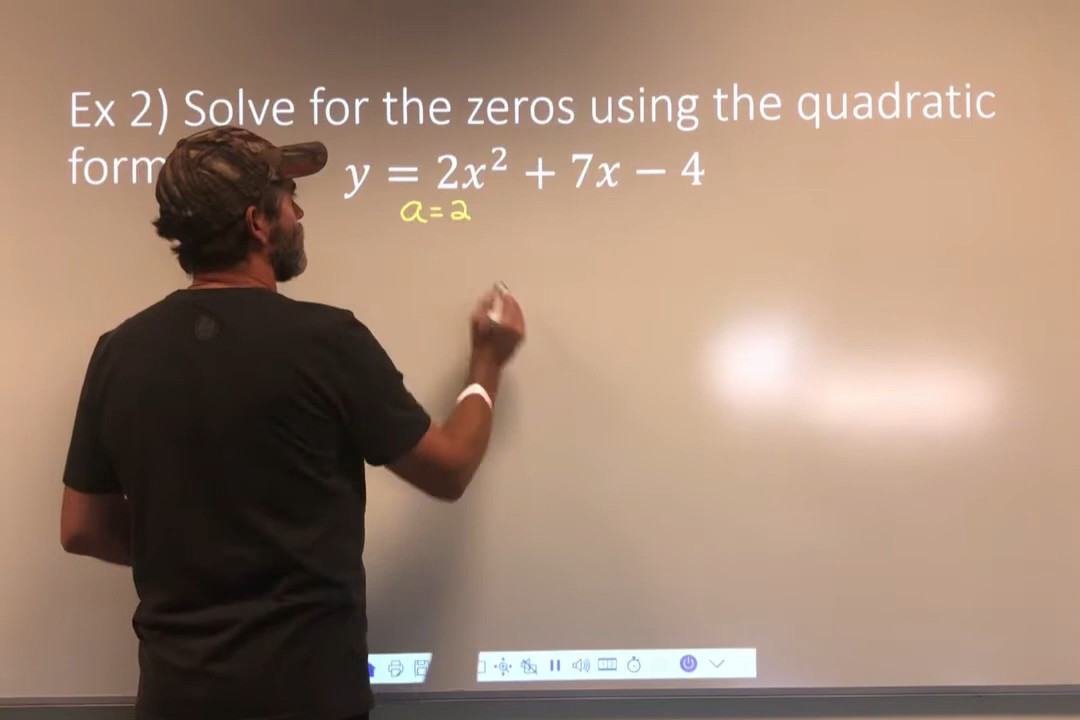 Ex 2) Solve for the zeros using the quadratic
form y = 2x² + 7x − 4
a=2